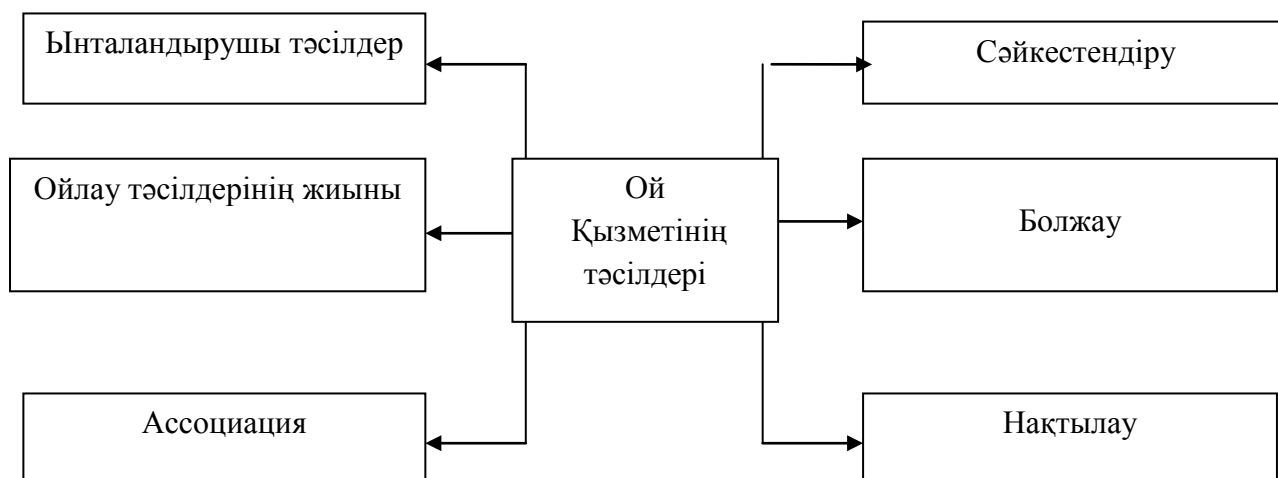 Ынталандырушы тәсілдер
Сәйкестендіру
Ойлау тәсілдерінің жиыны
Ой
Қызметінің
тәсілдері
Болжау
Ассоциация
Нақтылау